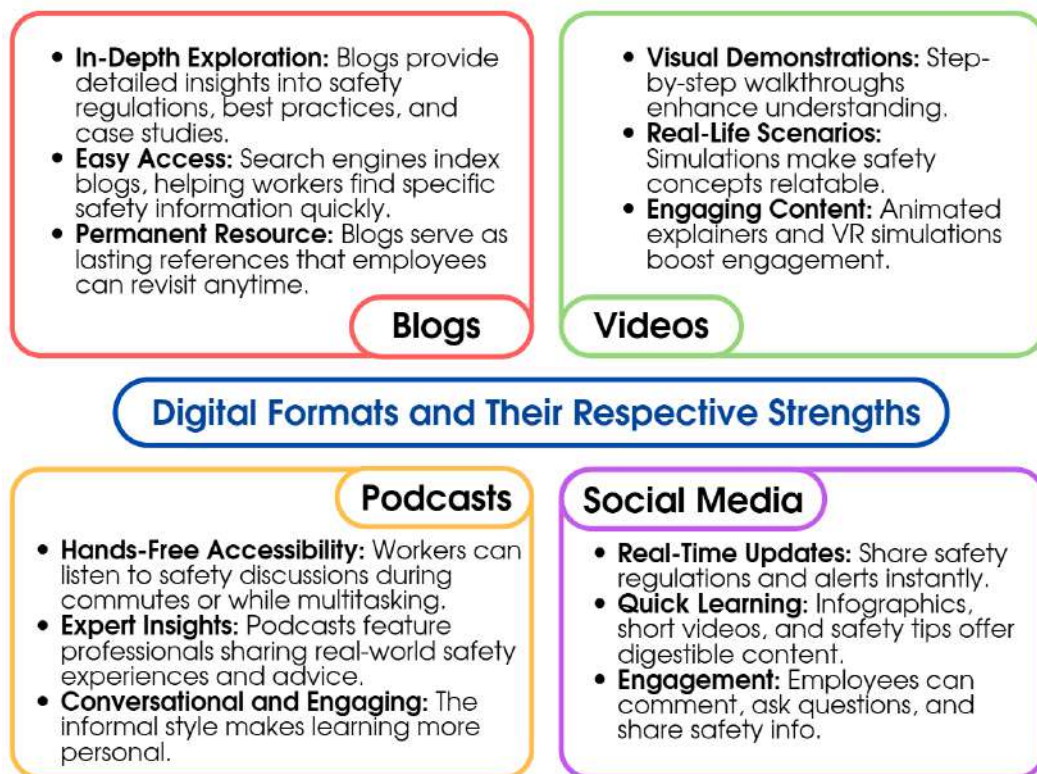 • In-Depth Exploration: Blogs provide
detailed insights into safety
regulations, best practices, and
case studies.
• Easy Access: Search engines index
blogs, helping workers find specific
safety information quickly.
• Permanent Resource: Blogs serve as
lasting references that employees
can revisit anytime.
Blogs
• Visual Demonstrations: Step-
by-step walkthroughs
enhance understanding.
• Real-Life Scenarios:
Simulations make safety
concepts relatable.
• Engaging Content: Animated
explainers and VR simulations
boost engagement.
Videos
Digital Formats and Their Respective Strengths
Podcasts
• Hands-Free Accessibility: Workers can
listen to safety discussions during
commutes or while multitasking.
• Expert Insights: Podcasts feature
professionals sharing real-world safety
experiences and advice.
• Conversational and Engaging: The
informal style makes learning more
personal.
Social Media
• Real-Time Updates: Share safety
regulations and alerts instantly.
• Quick Learning: Infographics,
short videos, and safety tips offer
digestible content.
• Engagement: Employees can
comment, ask questions, and
share safety info.